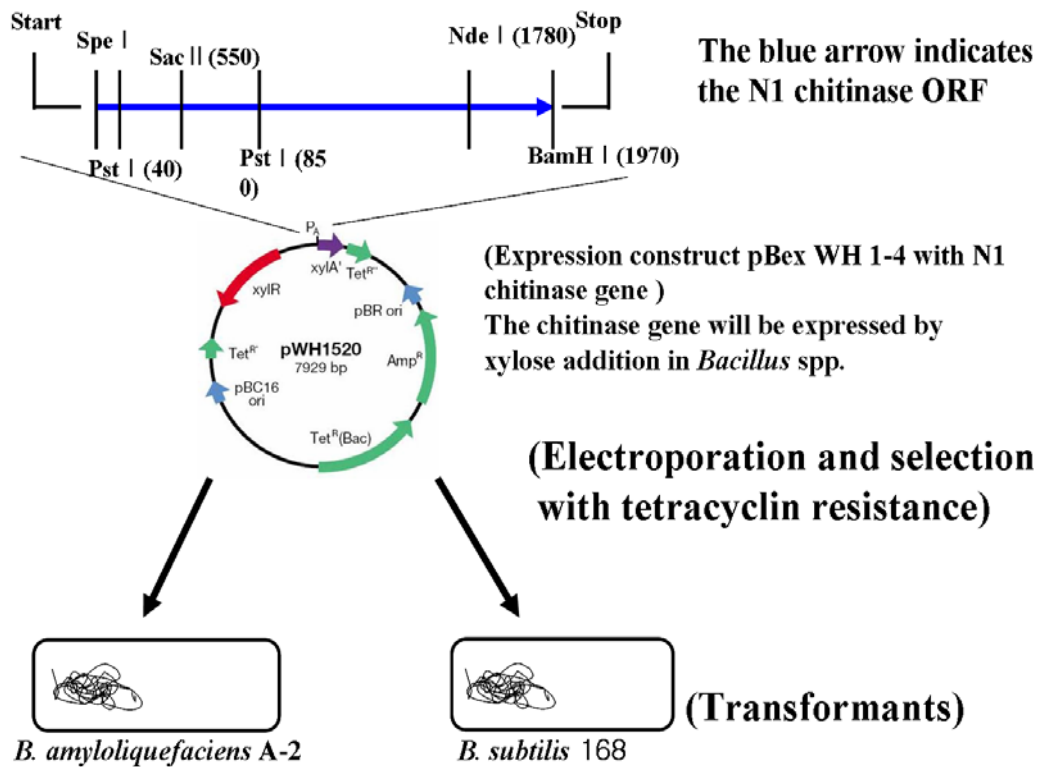 Start
Stop
Spe I
Nde I (1780)
Sac II (550)
The blue arrow indicates
the N1 chitinase ORF
Pst I (40)
Pst I (85
0)
BamH I (1970)
PA
xylA'
TetR''
xylR
pBR ori
TetR'
pWH1520
7929 bp
AmpR
pBC16
ori
TetR(Bac)
(Expression construct pBex WH 1-4 with N1
chitinase gene )
The chitinase gene will be expressed by
xylose addition in Bacillus spp.
(Electroporation and selection
with tetracyclin resistance)
(Transformants)
B. amyloliquefaciens A-2
B. subtilis 168